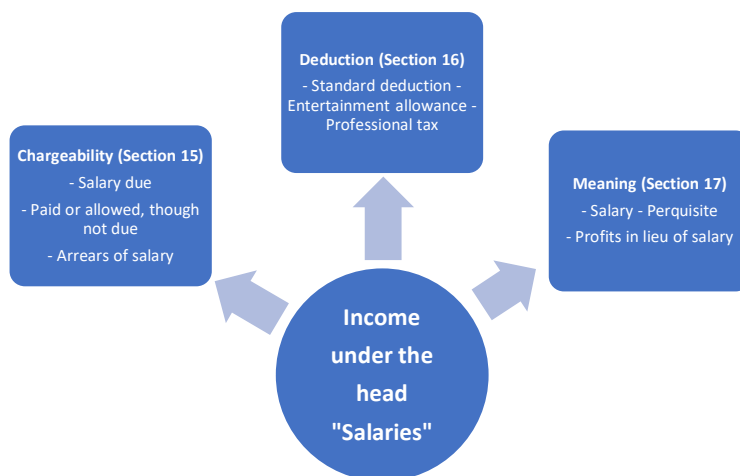 Deduction (Section 16)
- Standard deduction -
Entertainment allowance -
Professional tax
Chargeability (Section 15)
- Salary due
- Paid or allowed, though
not due
- Arrears of salary
Meaning (Section 17)
- Salary - Perquisite
- Profits in lieu of salary
Income
under the
head
"Salaries"